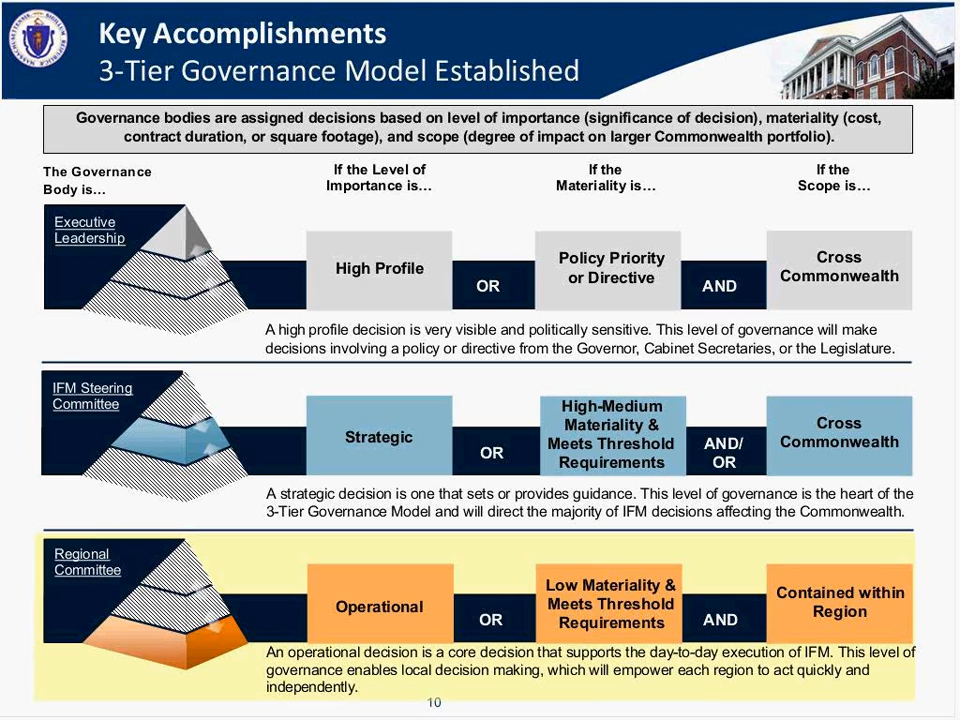 Key Accomplishments
3-Tier Governance Model Established
Governance bodies are assigned decisions based on level of importance (significance of decision), materiality (cost,
contract duration, or square footage), and scope (degree of impact on larger Commonwealth portfolio).
The Governance
Body is…
If the Level of
Importance is…
If the
Materiality is…
If the
Scope is…
Executive
Leadership
High Profile
OR
Policy Priority
or Directive
AND
Cross
Commonwealth
A high profile decision is very visible and politically sensitive. This level of governance will make
decisions involving a policy or directive from the Governor, Cabinet Secretaries, or the Legislature.
IFM Steering
Committee
Strategic
OR
High-Medium
Materiality &
Meets Threshold
Requirements
AND/
OR
Cross
Commonwealth
A strategic decision is one that sets or provides guidance. This level of governance is the heart of the
3-Tier Governance Model and will direct the majority of IFM decisions affecting the Commonwealth.
Regional
Committee
Operational
OR
Low Materiality &
Meets Threshold
Requirements
AND
Contained within
Region
An operational decision is a core decision that supports the day-to-day execution of IFM. This level of
governance enables local decision making, which will empower each region to act quickly and
independently.
10